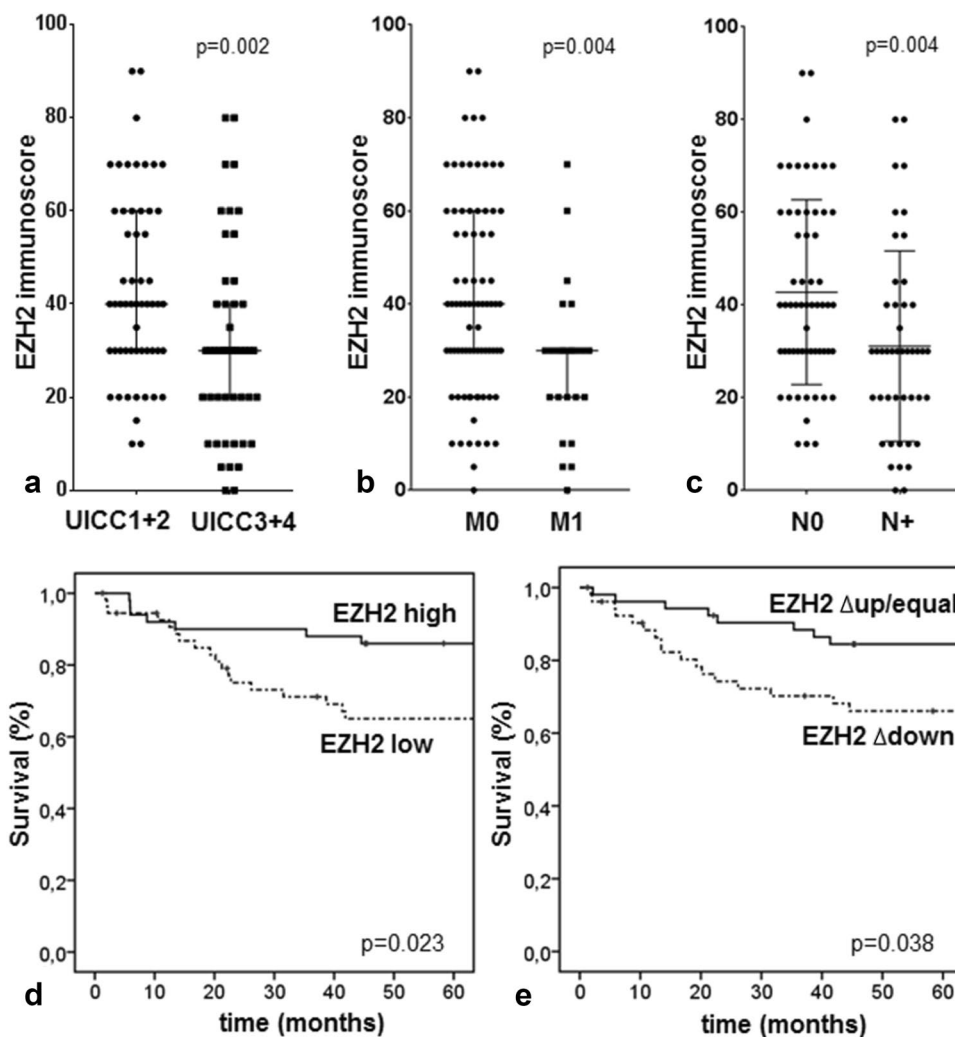 p=0.002
EZH2 immunoscore
100
80
60
40
20
0
UICC1+2
UICC3+4
a
p=0.004
EZH2 immunoscore
100
80
60
40
20
0
M0
M1
b
p=0.004
EZH2 immunoscore
100
80
60
40
20
0
N0
N+
c
Survival (%)
1,0
0,8
0,6
0,4
0,2
0,0
EZH2 high
EZH2 low
p=0.023
0 10 20 30 40 50 60
time (months)
d
Survival (%)
1,0
0,8
0,6
0,4
0,2
0,0
EZH2 Δup/equal
EZH2 Δdown
p=0.038
0 10 20 30 40 50 60
time (months)
e